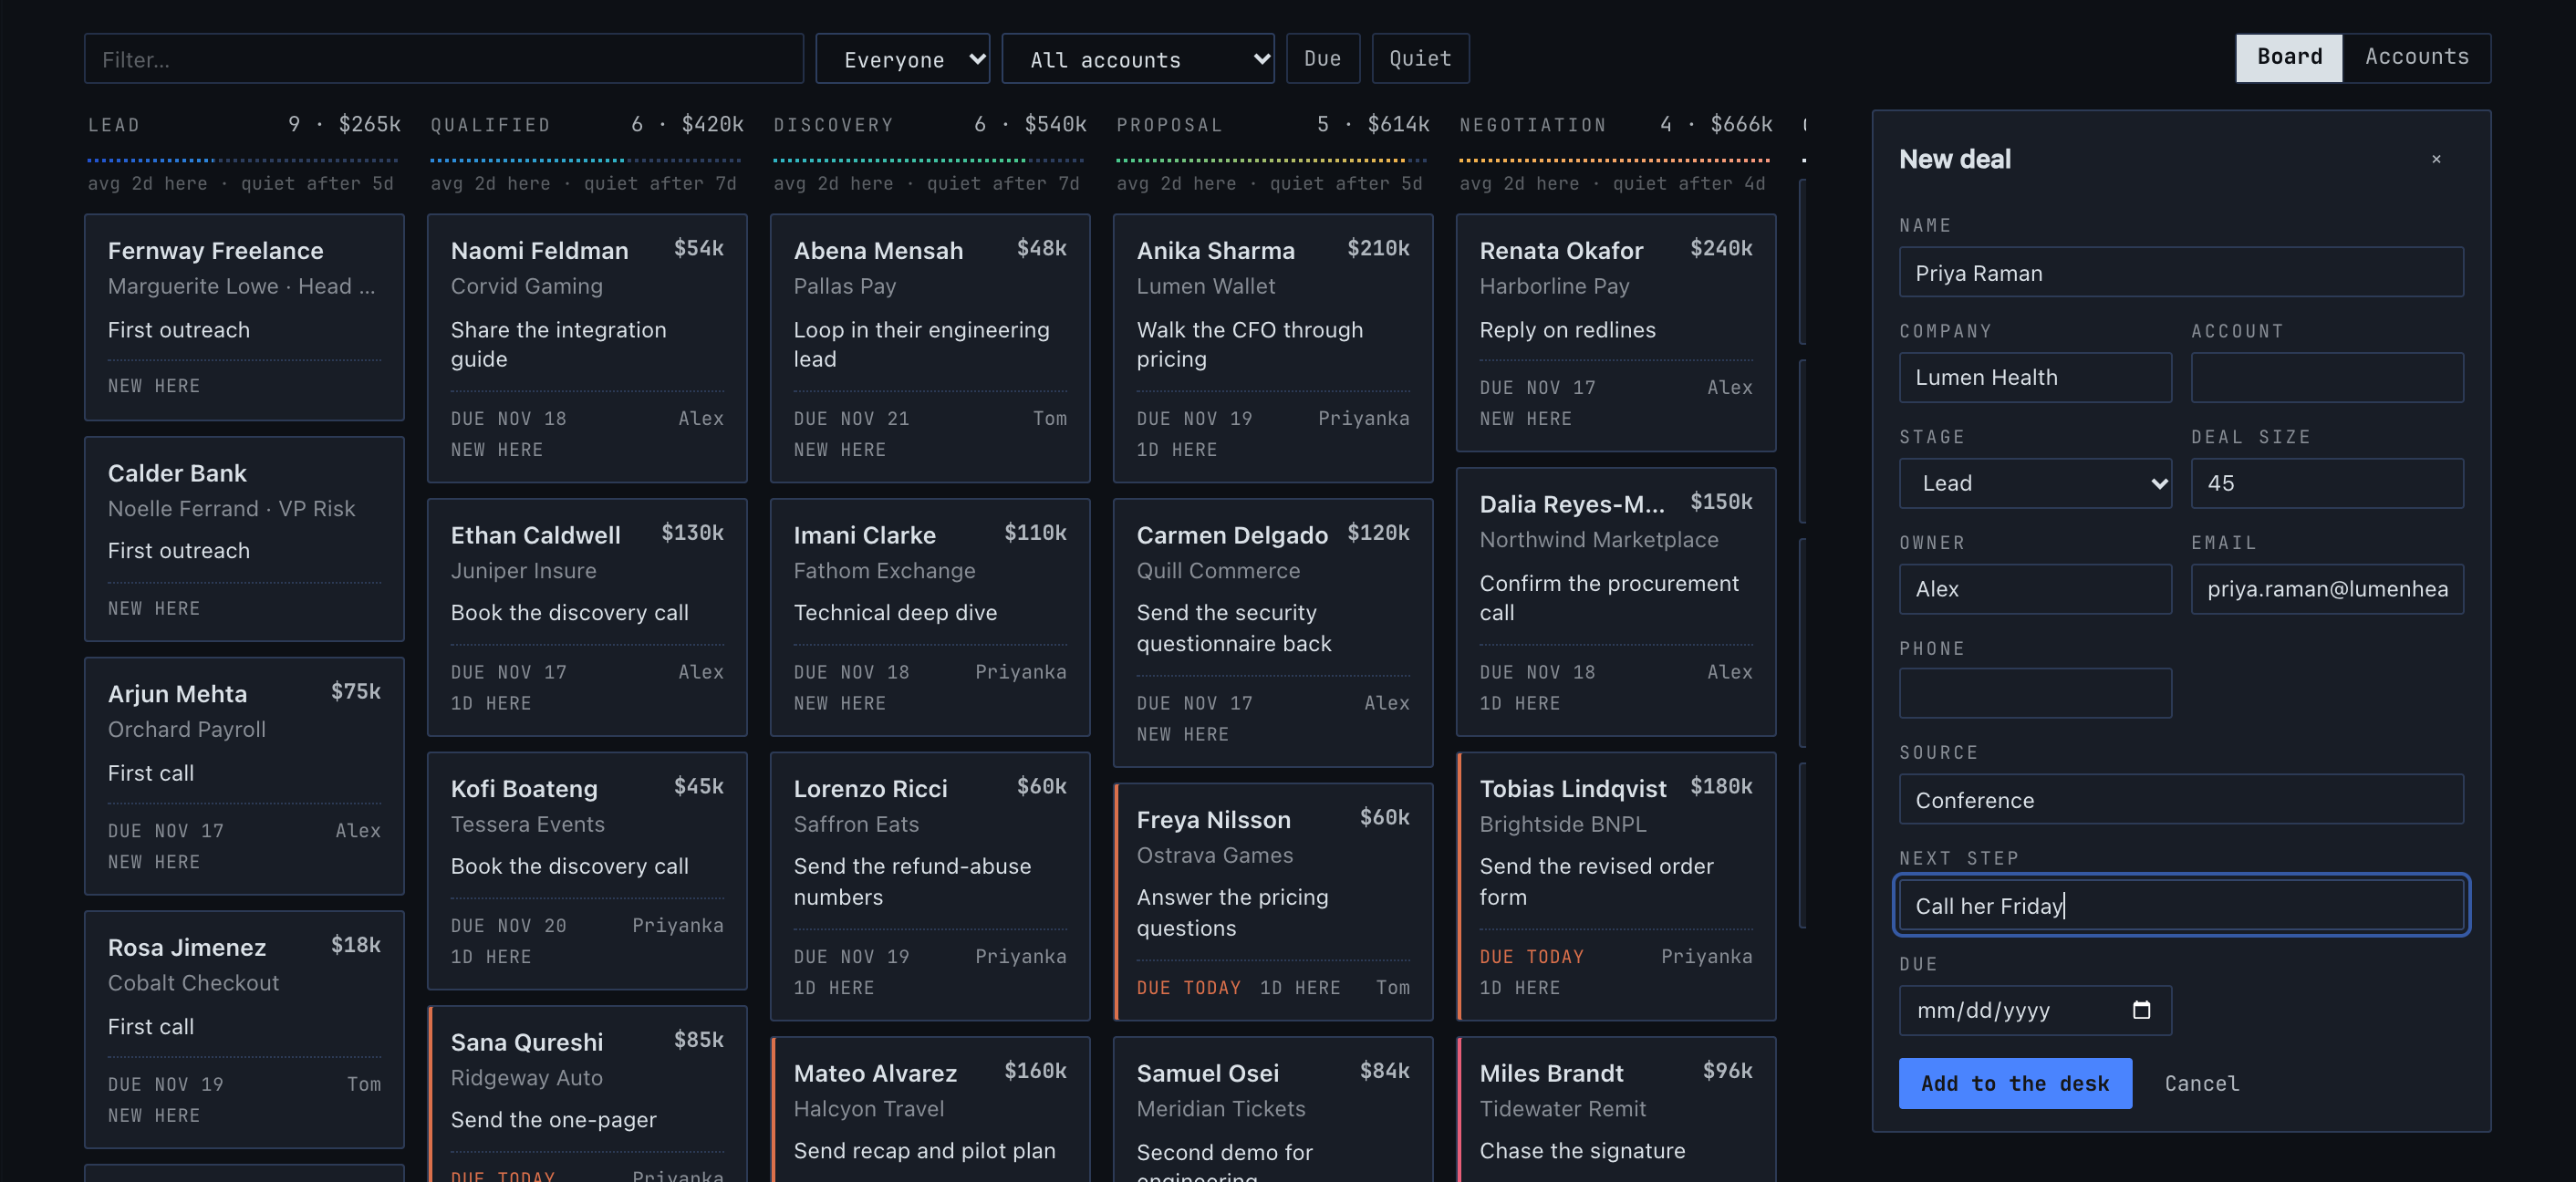 Filter...
Everyone
All accounts
Due
Quiet
Board
Accounts
LEAD 9 · $265k
avg 2d here · quiet after 5d
Fernway Freelance
Marguerite Lowe · Head ...
First outreach
NEW HERE
Calder Bank
Noelle Ferrand · VP Risk
First outreach
NEW HERE
Arjun Mehta $75k
Orchard Payroll
First call
DUE NOV 17 Alex
NEW HERE
Rosa Jimenez $18k
Cobalt Checkout
First call
DUE NOV 19 Tom
NEW HERE
QUALIFIED 6 · $420k
avg 2d here · quiet after 7d
Naomi Feldman $54k
Corvid Gaming
Share the integration
guide
DUE NOV 18 Alex
NEW HERE
Ethan Caldwell $130k
Juniper Insure
Book the discovery call
DUE NOV 17 Alex
1D HERE
Kofi Boateng $45k
Tessera Events
Book the discovery call
DUE NOV 20 Priyanka
1D HERE
Sana Qureshi $85k
Ridgeway Auto
Send the one-pager
DUE TODAY Priyanka
DISCOVERY 6 · $540k
avg 2d here · quiet after 7d
Abena Mensah $48k
Pallas Pay
Loop in their engineering
lead
DUE NOV 21 Tom
NEW HERE
Imani Clarke $110k
Fathom Exchange
Technical deep dive
DUE NOV 18 Priyanka
NEW HERE
Lorenzo Ricci $60k
Saffron Eats
Send the refund-abuse
numbers
DUE NOV 19 Priyanka
1D HERE
Mateo Alvarez $160k
Halcyon Travel
Send recap and pilot plan
PROPOSAL 5 · $614k
avg 2d here · quiet after 5d
Anika Sharma $210k
Lumen Wallet
Walk the CFO through
pricing
DUE NOV 19 Priyanka
1D HERE
Carmen Delgado $120k
Quill Commerce
Send the security
questionnaire back
DUE NOV 17 Alex
NEW HERE
Freya Nilsson $60k
Ostrava Games
Answer the pricing
questions
DUE TODAY 1D HERE Tom
Samuel Osei $84k
Meridian Tickets
Second demo for
engineering
NEGOTIATION 4 · $666k
avg 2d here · quiet after 4d
Renata Okafor $240k
Harborline Pay
Reply on redlines
DUE NOV 17 Alex
NEW HERE
Dalia Reyes-M... $150k
Northwind Marketplace
Confirm the procurement
call
DUE NOV 18 Alex
1D HERE
Tobias Lindqvist $180k
Brightside BNPL
Send the revised order
form
DUE TODAY Priyanka
1D HERE
Miles Brandt $96k
Tidewater Remit
Chase the signature
New deal ×
NAME
Priya Raman
COMPANY ACCOUNT
Lumen Health
STAGE DEAL SIZE
Lead 45
OWNER EMAIL
Alex priya.raman@lumenhea
PHONE
SOURCE
Conference
NEXT STEP
Call her Friday
DUE
mm/dd/yyyy
Add to the desk Cancel